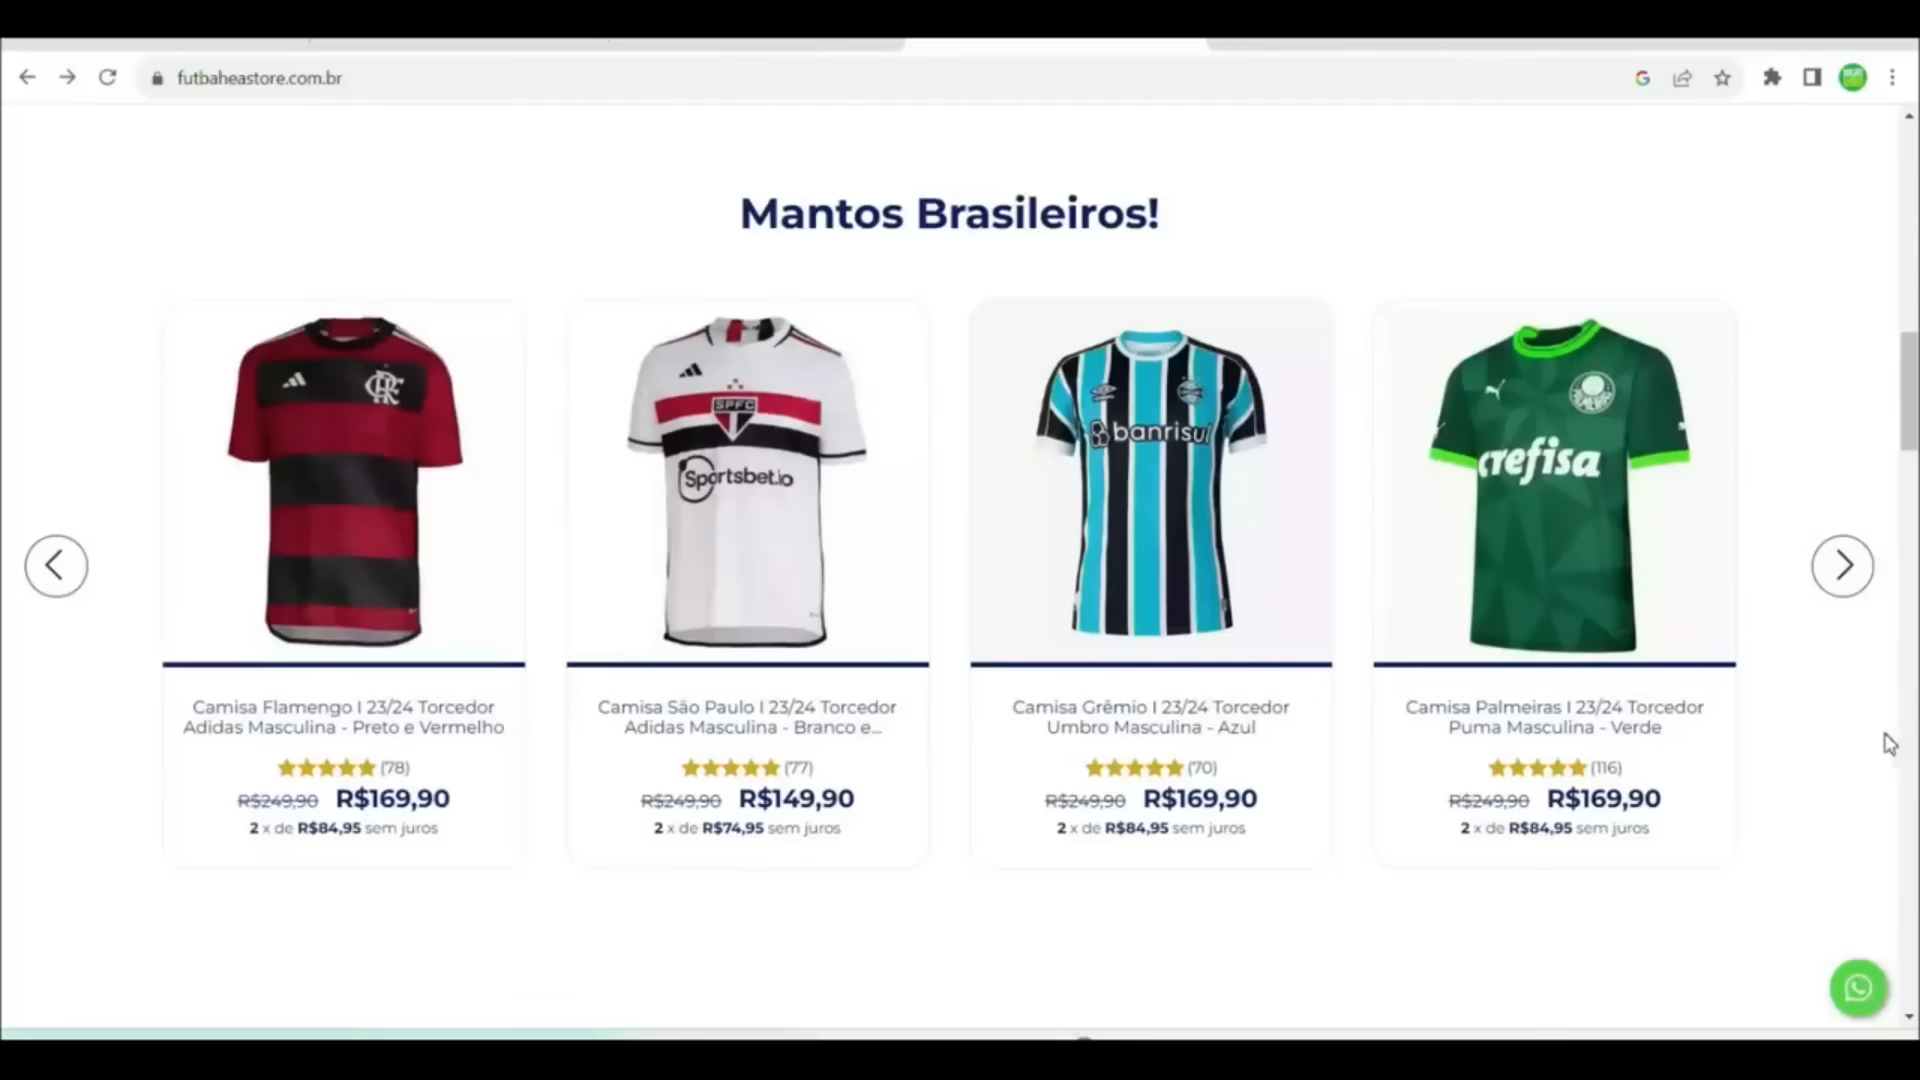 futbaheastore.com.br
Mantos Brasileiros!
SPFC
Sportsbet.io
banrisul
PALMEIRAS
crefisa
Camisa Flamengo I 23/24 Torcedor
Adidas Masculina - Preto e Vermelho
(78)
R$249,90 R$169,90
2 x de R$84,95 sem juros
Camisa São Paulo I 23/24 Torcedor
Adidas Masculina - Branco e...
(77)
R$249,90 R$149,90
2 x de R$74,95 sem juros
Camisa Grêmio I 23/24 Torcedor
Umbro Masculina - Azul
(70)
R$249,90 R$169,90
2 x de R$84,95 sem juros
Camisa Palmeiras I 23/24 Torcedor
Puma Masculina - Verde
(116)
R$249,90 R$169,90
2 x de R$84,95 sem juros